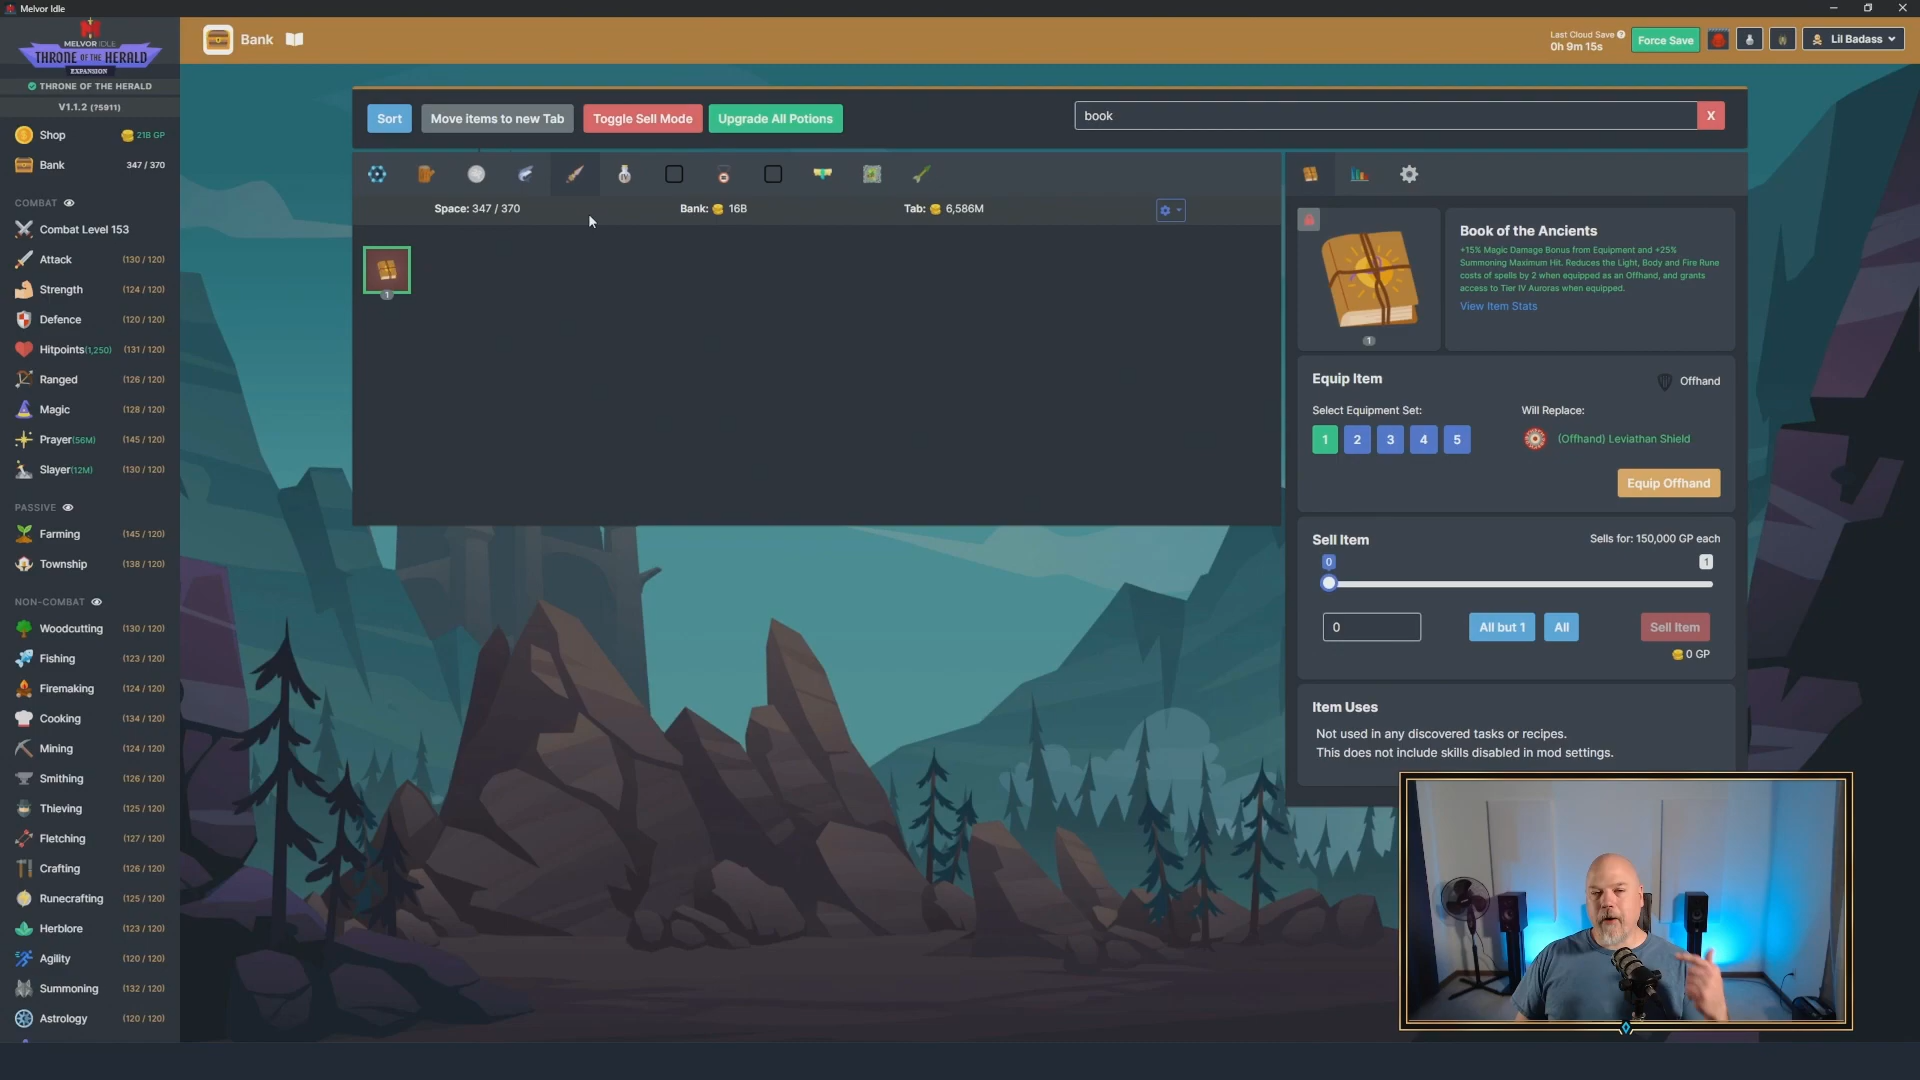 Melvor Idle
MELVOR IDLE
THRONE OF THE HERALD
EXPANSION
THRONE OF THE HERALD
V1.1.2 (?5911)
Shop 21B GP
Bank 347 / 370
COMBAT
Combat Level 153
Attack (130 / 120)
Strength (124 / 120)
Defence (120 / 120)
Hitpoints(1,250) (131 / 120)
Ranged (126 / 120)
Magic (128 / 120)
Prayer(56M) (145 / 120)
Slayer(12M) (130 / 120)
PASSIVE
Farming (145 / 120)
Township (138 / 120)
NON-COMBAT
Woodcutting (130 / 120)
Fishing (123 / 120)
Firemaking (124 / 120)
Cooking (134 / 120)
Mining (124 / 120)
Smithing (126 / 120)
Thieving (125 / 120)
Fletching (127 / 120)
Crafting (126 / 120)
Runecrafting (125 / 120)
Herblore (123 / 120)
Agility (120 / 120)
Summoning (132 / 120)
Astrology (120 / 120)
Bank
Last Cloud Save
0h 9m 15s
Force Save
Lil Badass
Sort
Move items to new Tab
Toggle Sell Mode
Upgrade All Potions
book
X
Space: 347 / 370
Bank: 16B
Tab: 6,586M
1
Book of the Ancients
+15% Magic Damage Bonus from Equipment and +25%
Summoning Maximum Hit. Reduces the Light, Body and Fire Rune
costs of spells by 2 when equipped as an Offhand, and grants
access to Tier IV Auroras when equipped.
View Item Stats
1
Equip Item
Offhand
Select Equipment Set:
Will Replace:
1 2 3 4 5
(Offhand) Leviathan Shield
Equip Offhand
Sell Item
Sells for: 150,000 GP each
0
1
0
All but 1
All
Sell Item
0 GP
Item Uses
Not used in any discovered tasks or recipes.
This does not include skills disabled in mod settings.